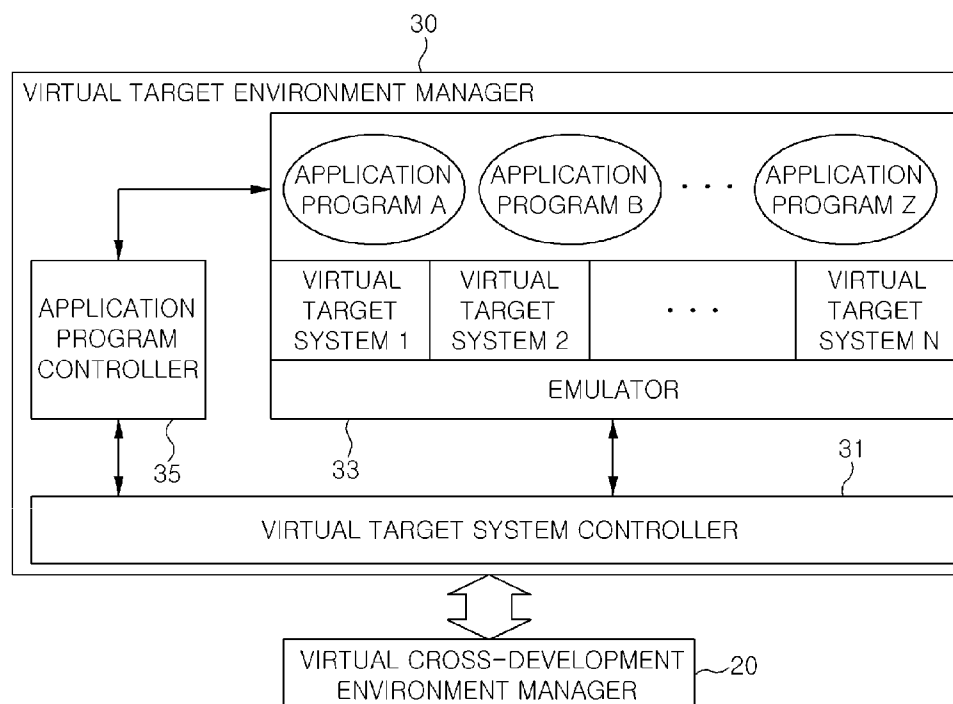 30
VIRTUAL TARGET ENVIRONMENT MANAGER
APPLICATION
PROGRAM A
APPLICATION
PROGRAM B
· · ·
APPLICATION
PROGRAM Z
APPLICATION
PROGRAM
CONTROLLER
VIRTUAL
TARGET
SYSTEM 1
VIRTUAL
TARGET
SYSTEM 2
· · ·
VIRTUAL
TARGET
SYSTEM N
EMULATOR
35
33
31
VIRTUAL TARGET SYSTEM CONTROLLER
VIRTUAL CROSS-DEVELOPMENT
ENVIRONMENT MANAGER
20